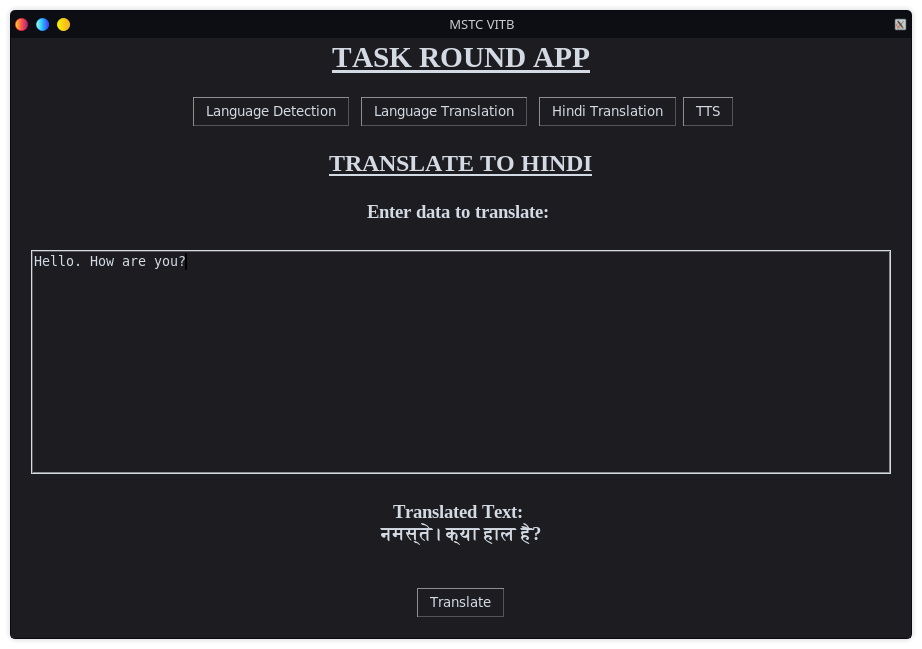 MSTC VITB
TASK ROUND APP
Language Detection Language Translation Hindi Translation TTS
TRANSLATE TO HINDI
Enter data to translate:
Hello. How are you?
Translated Text:
नमस्ते। क्या हाल है?
Translate